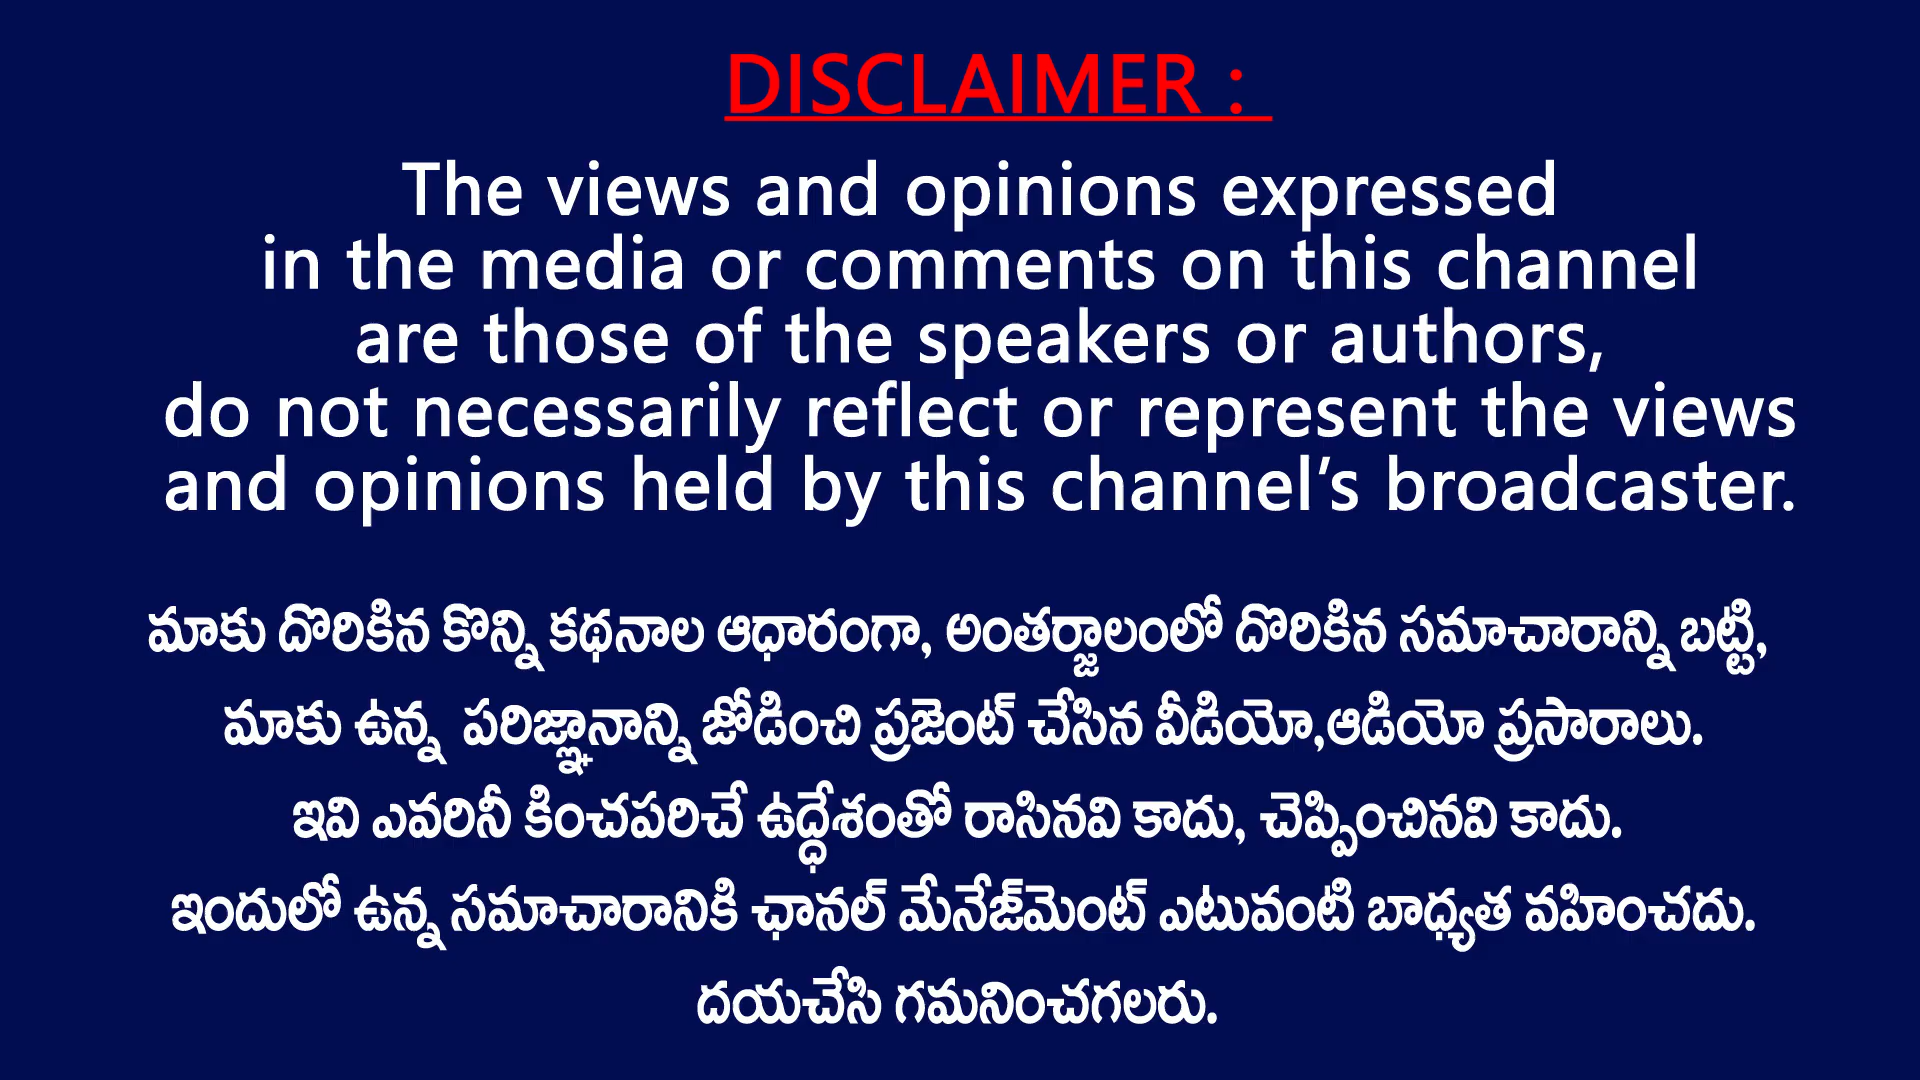 DISCLAIMER :
The views and opinions expressed
in the media or comments on this channel
are those of the speakers or authors,
do not necessarily reflect or represent the views
and opinions held by this channel’s broadcaster.
మాకు దొరికిన కొన్ని కథనాల ఆధారంగా, అంతర్జాలంలో దొరికిన సమాచారాన్ని బట్టి,
మాకు ఉన్న పరిజ్ఞానాన్ని జోడించి ప్రజెంట్ చేసిన వీడియో,ఆడియో ప్రసారాలు.
ఇవి ఎవరినీ కించపరిచే ఉద్ధేశంతో రాసినవి కాదు, చెప్పించినవి కాదు.
ఇందులో ఉన్న సమాచారానికి ఛానల్ మేనేజ్‌మెంట్ ఎటువంటి బాధ్యత వహించదు.
దయచేసి గమనించగలరు.